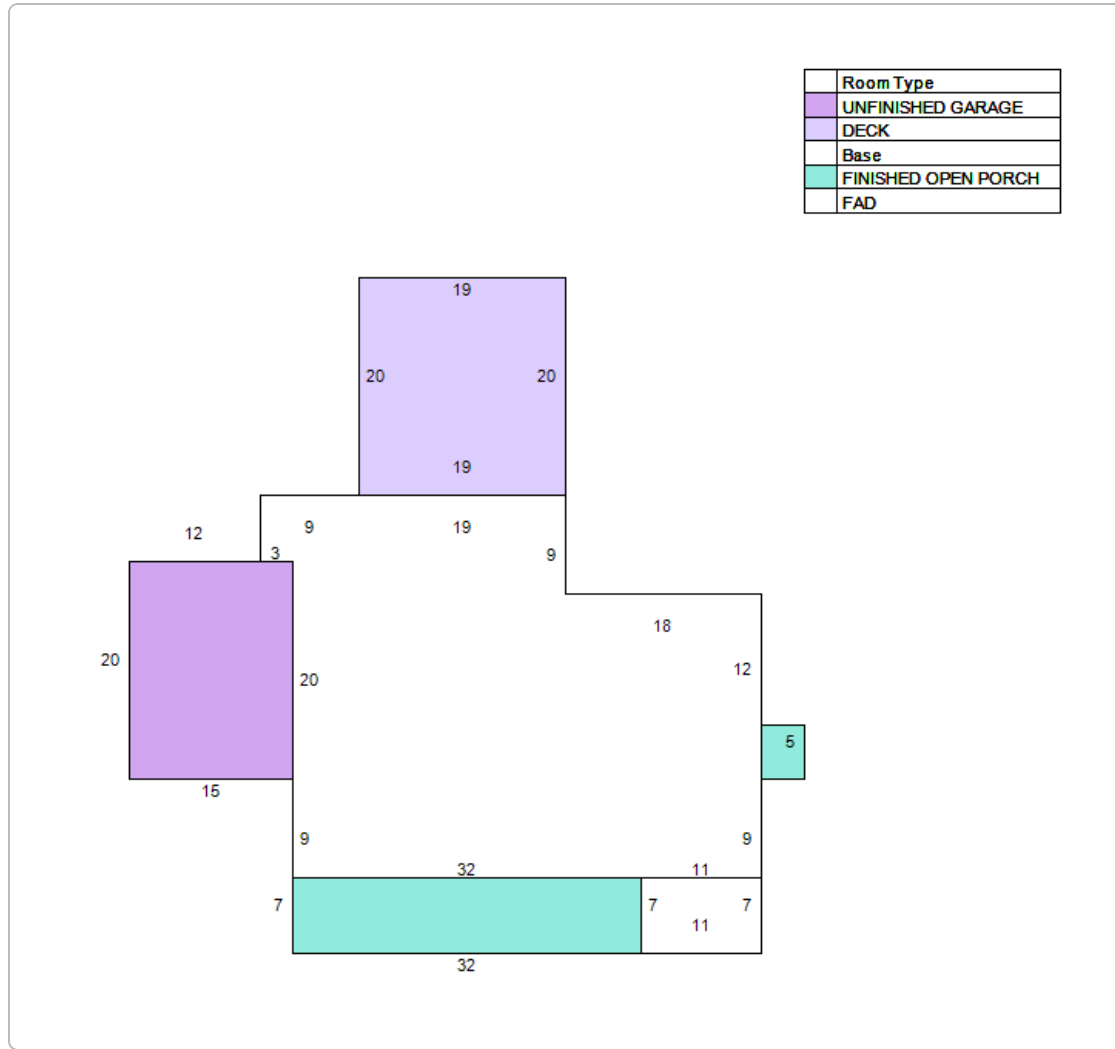 Room Type
UNFINISHED GARAGE
DECK
Base
FINISHED OPEN PORCH
FAD
19
20 20
19
12 9 19 9
3
18
20 20 12
5
15
9 9
32 11
7 7 11 7
32